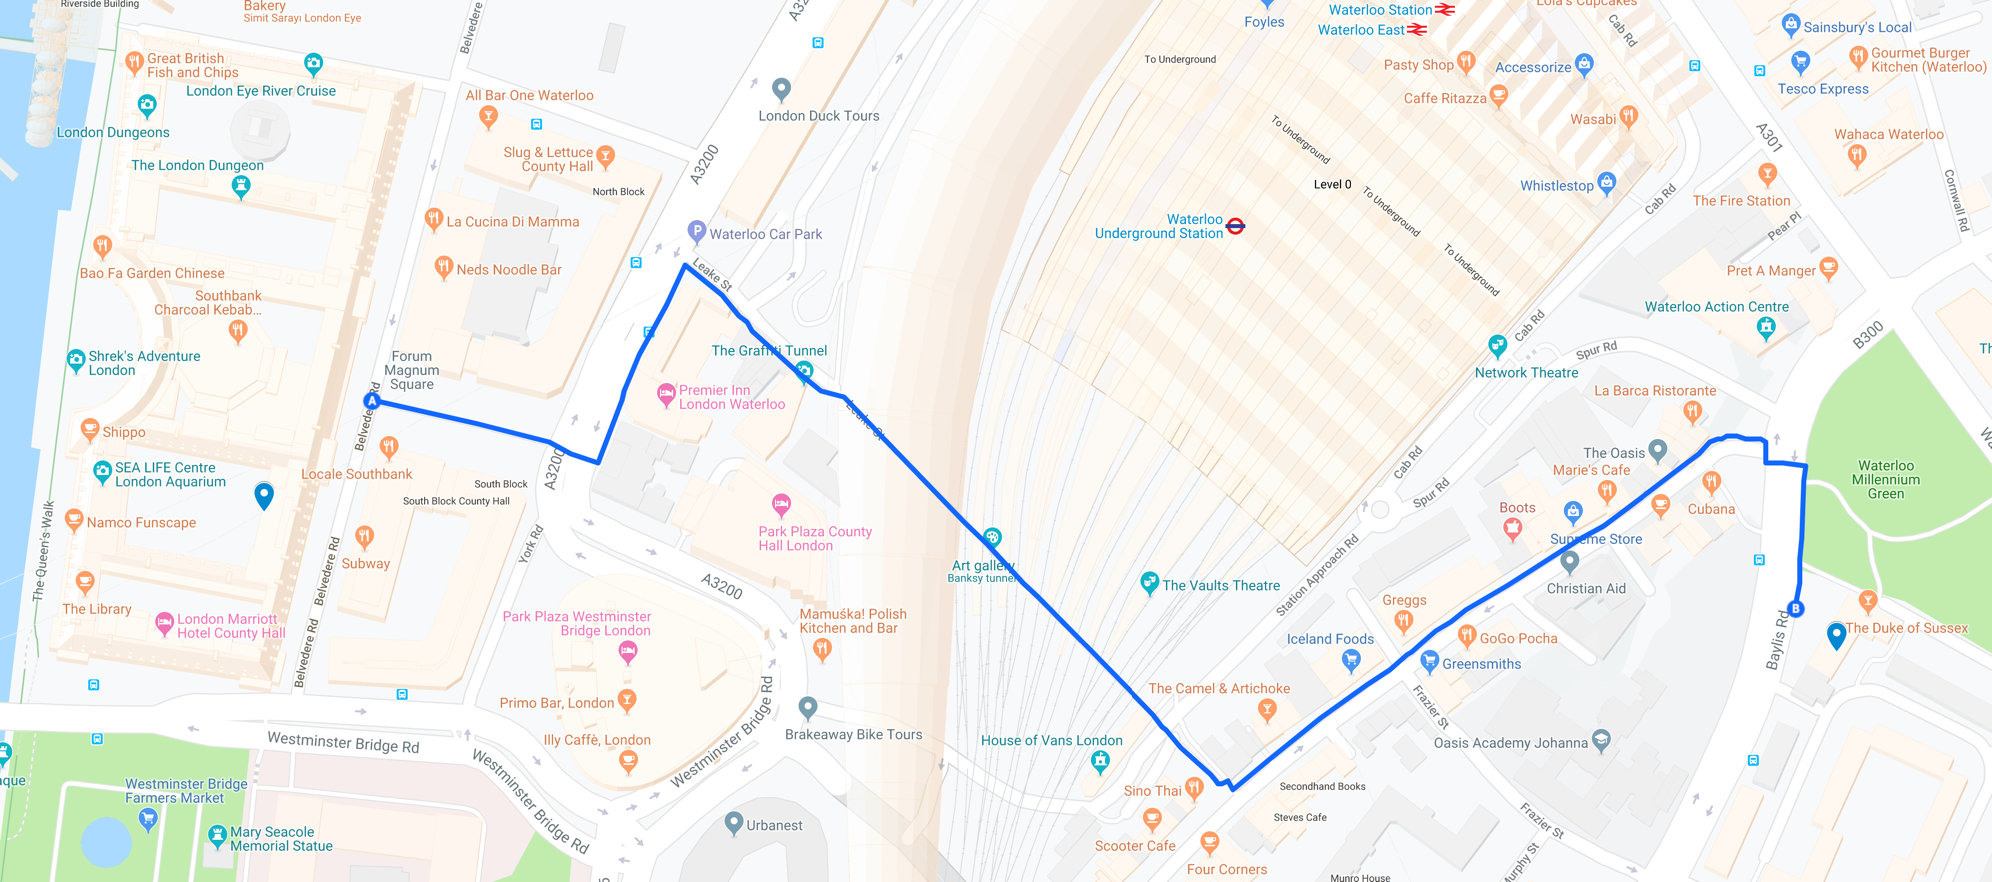 Riverside Building
Bakery
Simit Sarayı London Eye
Great British
Fish and Chips
London Eye River Cruise
London Dungeons
The London Dungeon
Bao Fa Garden Chinese
Southbank
Charcoal Kebab...
Shrek's Adventure
London
Shippo
SEA LIFE Centre
London Aquarium
Namco Funscape
The Queen's Walk
The Library
London Marriott
Hotel County Hall
Belvedere
All Bar One Waterloo
Slug & Lettuce
County Hall
North Block
La Cucina Di Mamma
Neds Noodle Bar
Forum
Magnum
Square
A
Belvedere Rd
Locale Southbank
South Block
South Block County Hall
Subway
Belvedere Rd
Belvedere Rd
A3200
A3200
A3200
York Rd
London Duck Tours
P
Waterloo Car Park
Leake St
The Graffiti Tunnel
Premier Inn
London Waterloo
Leake St
Park Plaza County
Hall London
Park Plaza Westminster
Bridge London
Mamuśka! Polish
Kitchen and Bar
Primo Bar, London
Illy Caffè, London
Brakeaway Bike Tours
Westminster Bridge Rd
Westminster Bridge Rd
Westminster Bridge Rd
Westminster Bridge
Farmers Market
Mary Seacole
Memorial Statue
aque
Urbanest
Art gallery
Banksy tunnel
The Vaults Theatre
House of Vans London
Sino Thai
Scooter Cafe
Four Corners
The Camel & Artichoke
Secondhand Books
Steves Cafe
Munro House
Murphy St
Frazier St
Frazier St
Oasis Academy Johanna
Iceland Foods
Greensmiths
Greggs
GoGo Pocha
Christian Aid
Supreme Store
Boots
Marie's Cafe
The Oasis
Cubana
La Barca Ristorante
Station Approach Rd
Spur Rd
Spur Rd
Cab Rd
Cab Rd
Cab Rd
Cab Rd
Network Theatre
Foyles
Waterloo Station
Waterloo East
Lola's Cupcakes
To Underground
To Underground
To Underground
To Underground
Level 0
Waterloo
Underground Station
Pasty Shop
Caffe Ritazza
Accessorize
Wasabi
Whistlestop
Sainsbury's Local
Gourmet Burger
Kitchen (Waterloo)
Tesco Express
Wahaca Waterloo
A301
The Fire Station
Pear Pl
Cornwall Rd
Pret A Manger
Waterloo Action Centre
B300
Th
Wa
Waterloo
Millennium
Green
B
Baylis Rd
The Duke of Sussex